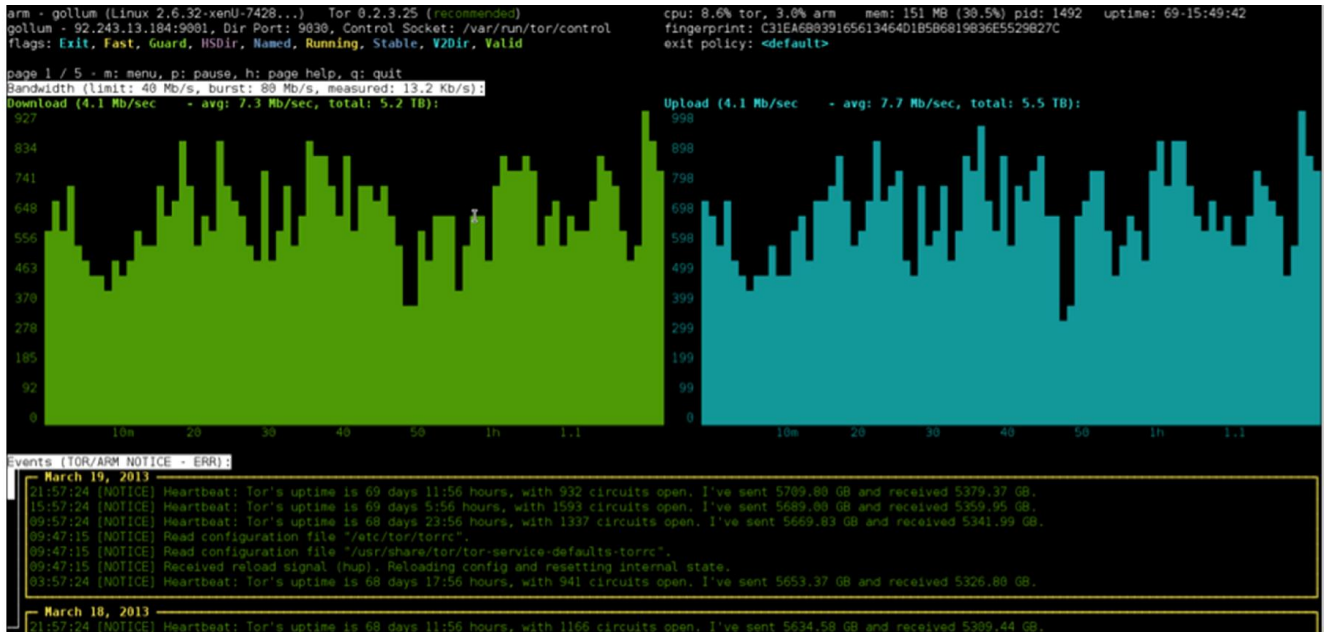 arm - gollum (Linux 2.6.32-xenU-7428...) Tor 0.2.3.25 (recommended) cpu: 8.6% tor, 3.0% arm mem: 151 MB (30.5%) pid: 1492 uptime: 69-15:49:42
gollum - 92.243.13.184:9001, Dir Port: 9030, Control Socket: /var/run/tor/control fingerprint: C31EA6B039165613464D1B5B6819B36E5529B27C
flags: Exit, Fast, Guard, HSDir, Named, Running, Stable, V2Dir, Valid exit policy: <default>
page 1 / 5 - m: menu, p: pause, h: page help, q: quit
Bandwidth (limit: 40 Mb/s, burst: 80 Mb/s, measured: 13.2 Kb/s):
Download (4.1 Mb/sec - avg: 7.3 Mb/sec, total: 5.2 TB): Upload (4.1 Mb/sec - avg: 7.7 Mb/sec, total: 5.5 TB):
927 998
834 898
741 798
648 698
556 598
463 499
370 399
278 299
185 199
92 99
0 0
10m 20 30 40 50 1h 1.1 10m 20 30 40 50 1h 1.1
Events (TOR/ARM NOTICE - ERR):
March 19, 2013
21:57:24 [NOTICE] Heartbeat: Tor's uptime is 69 days 11:56 hours, with 932 circuits open. I've sent 5709.80 GB and received 5379.37 GB.
15:57:24 [NOTICE] Heartbeat: Tor's uptime is 69 days 5:56 hours, with 1593 circuits open. I've sent 5689.00 GB and received 5359.95 GB.
09:57:24 [NOTICE] Heartbeat: Tor's uptime is 68 days 23:56 hours, with 1337 circuits open. I've sent 5669.83 GB and received 5341.99 GB.
09:47:15 [NOTICE] Read configuration file "/etc/tor/torrc".
09:47:15 [NOTICE] Read configuration file "/usr/share/tor/tor-service-defaults-torrc".
09:47:15 [NOTICE] Received reload signal (hup). Reloading config and resetting internal state.
03:57:24 [NOTICE] Heartbeat: Tor's uptime is 68 days 17:56 hours, with 941 circuits open. I've sent 5653.37 GB and received 5326.80 GB.
March 18, 2013
21:57:24 [NOTICE] Heartbeat: Tor's uptime is 68 days 11:56 hours, with 1166 circuits open. I've sent 5634.58 GB and received 5309.44 GB.